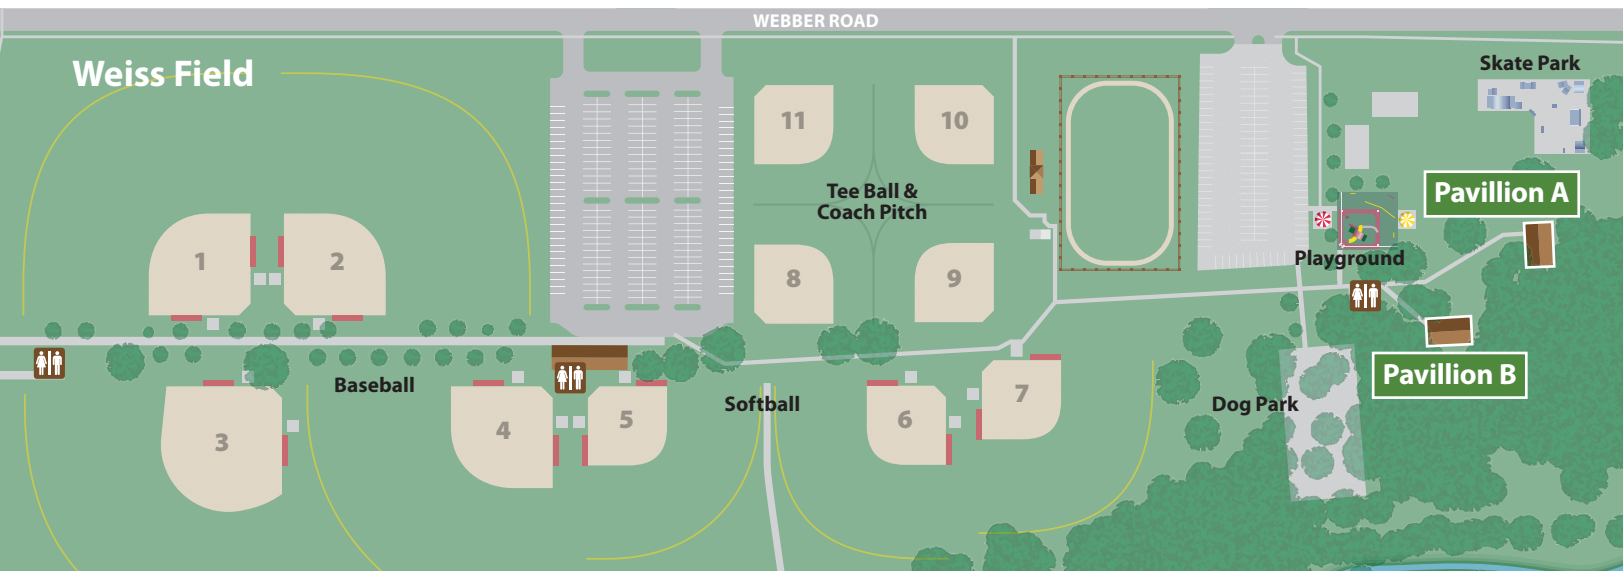 WEBBER ROAD
Weiss Field
Skate Park
11
10
Tee Ball &
Coach Pitch
Pavillion A
1
2
8
9
Playground
Pavillion B
Baseball
Softball
Dog Park
3
4
5
6
7